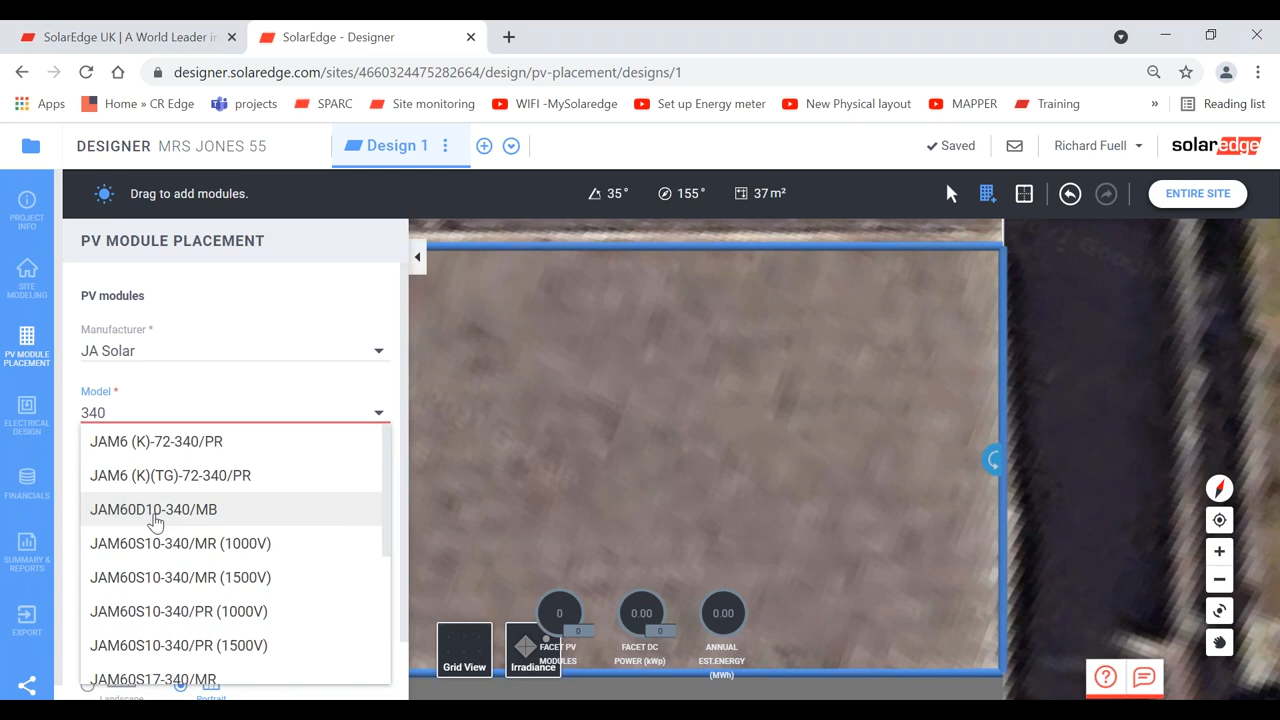 SolarEdge UK | A World Leader in
SolarEdge - Designer
designer.solaredge.com/sites/4660324475282664/design/pv-placement/designs/1
Apps
Home » CR Edge
projects
SPARC
Site monitoring
WIFI -MySolaredge
Set up Energy meter
New Physical layout
MAPPER
Training
»
Reading list
DESIGNER MRS JONES 55
Design 1
Saved
Richard Fuell
solaredge
Drag to add modules.
35°
155°
37 m²
ENTIRE SITE
PROJECT
INFO
SITE
MODELING
PV MODULE
PLACEMENT
ELECTRICAL
DESIGN
FINANCIALS
SUMMARY &
REPORTS
EXPORT
PV MODULE PLACEMENT
PV modules
Manufacturer *
JA Solar
Model *
340
JAM6 (K)-72-340/PR
JAM6 (K)(TG)-72-340/PR
JAM60D10-340/MB
JAM60S10-340/MR (1000V)
JAM60S10-340/MR (1500V)
JAM60S10-340/PR (1000V)
JAM60S10-340/PR (1500V)
JAM60S17-340/MR
Landscape
Portrait
Grid View
Irradiance
0
0
FACET PV
MODULES
0.00
0
FACET DC
POWER (kWp)
0.00
ANNUAL
EST.ENERGY
(MWh)